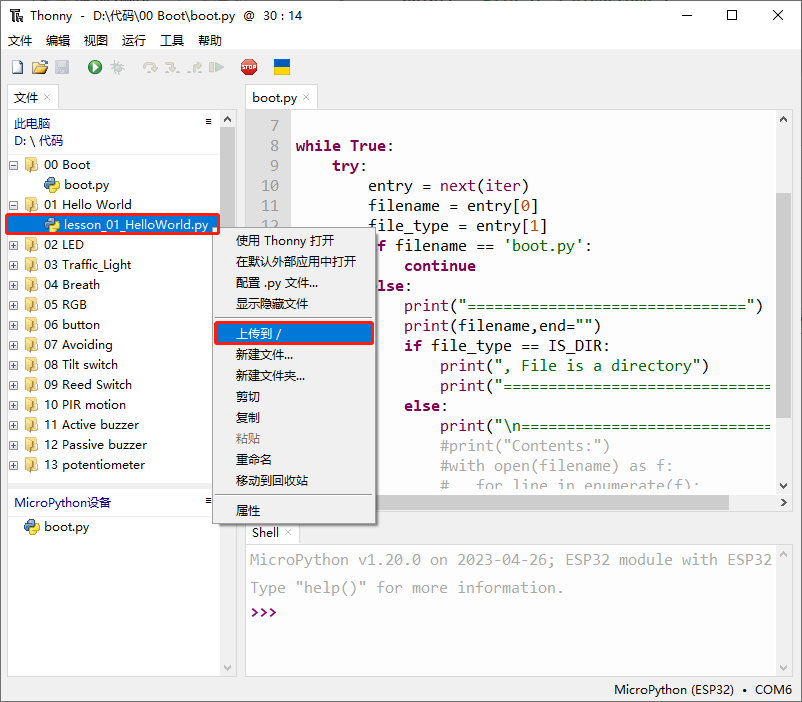 Thonny - D:\代码\00 Boot\boot.py @ 30 : 14
文件 编辑 视图 运行 工具 帮助
STOP
文件
此电脑
D: \ 代码
00 Boot
boot.py
01 Hello World
lesson_01_HelloWorld.py
02 LED
03 Traffic_Light
04 Breath
05 RGB
06 button
07 Avoiding
08 Tilt switch
09 Reed Switch
10 PIR motion
11 Active buzzer
12 Passive buzzer
13 potentiometer
MicroPython设备
boot.py
使用 Thonny 打开
在默认外部应用中打开
配置 .py 文件...
显示隐藏文件
上传到 /
新建文件...
新建文件夹...
剪切
复制
粘贴
重命名
移动到回收站
属性
boot.py
7
8 while True:
9 try:
10 entry = next(iter)
11 filename = entry[0]
12 file_type = entry[1]
f filename == 'boot.py':
continue
lse:
print("===============================")
print(filename,end="")
if file_type == IS_DIR:
print(", File is a directory")
print("==============================
else:
print("\n============================
#print("Contents:")
#with open(filename) as f:
# for line in enumerate(f):
Shell
MicroPython v1.20.0 on 2023-04-26; ESP32 module with ESP32
Type "help()" for more information.
>>>
MicroPython (ESP32) • COM6